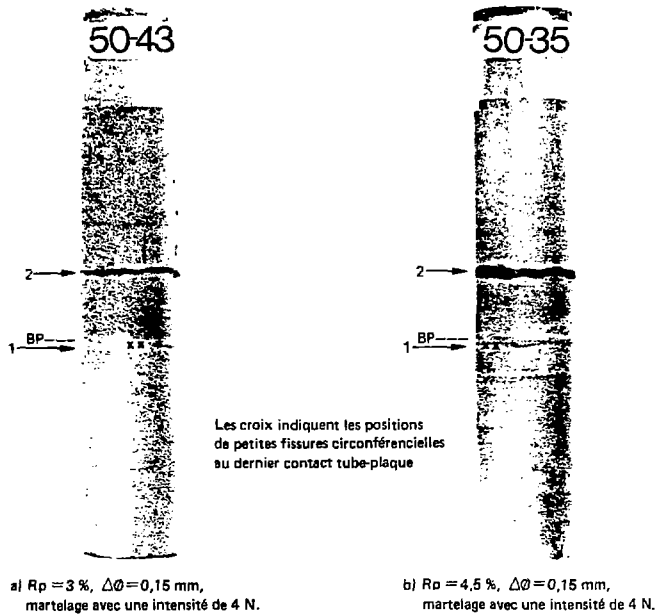 50-43
50-35
2
2
BP
1
BP
1
x x
x x
Les croix indiquent les positions
de petites fissures circonférencielles
au dernier contact tube-plaque
a) Rp = 3 %, ΔØ = 0,15 mm,
martelage avec une intensité de 4 N.
b) Rp = 4,5 %, ΔØ = 0,15 mm,
martelage avec une intensité de 4 N.